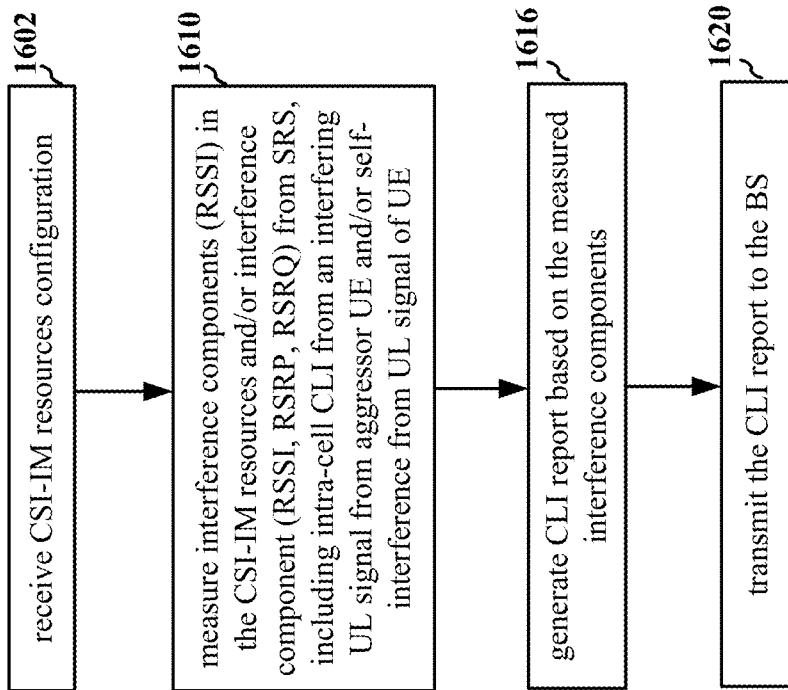 1602
receive CSI-IM resources configuration
1610
measure interference components (RSSI) in
the CSI-IM resources and/or interference
component (RSSI, RSRP, RSRQ) from SRS,
including intra-cell CLI from an interfering
UL signal from aggressor UE and/or self-
interference from UL signal of UE
1616
generate CLI report based on the measured
interference components
1620
transmit the CLI report to the BS